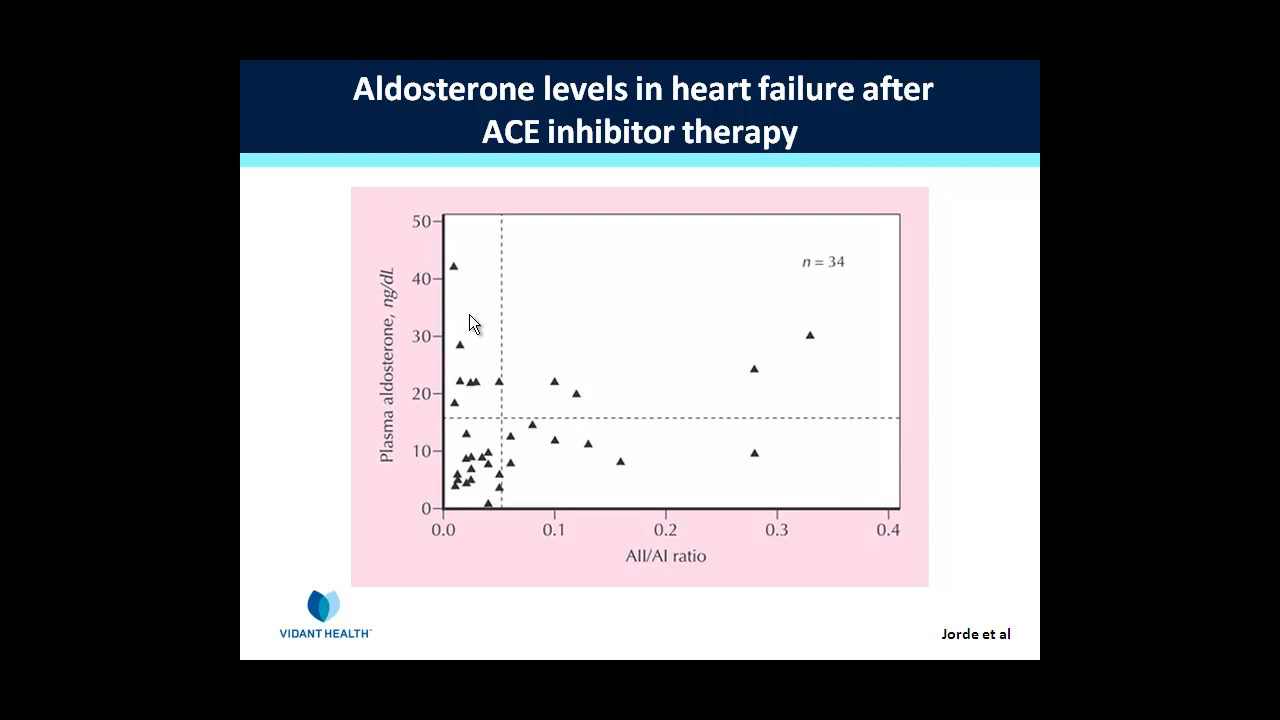 Aldosterone levels in heart failure after
ACE inhibitor therapy
50
40
30
20
10
0
Plasma aldosterone, ng/dL
n = 34
0.0 0.1 0.2 0.3 0.4
AII/AI ratio
VIDANT HEALTH™
Jorde et al